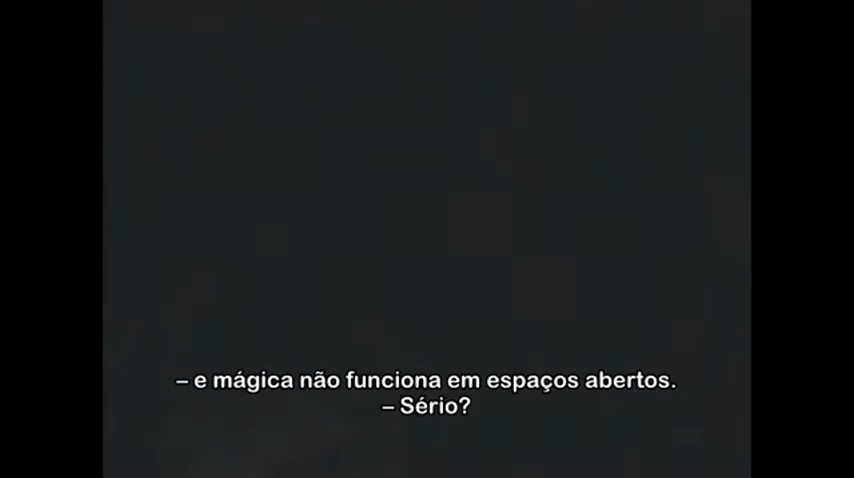 – e mágica não funciona em espaços abertos.
– Sério?